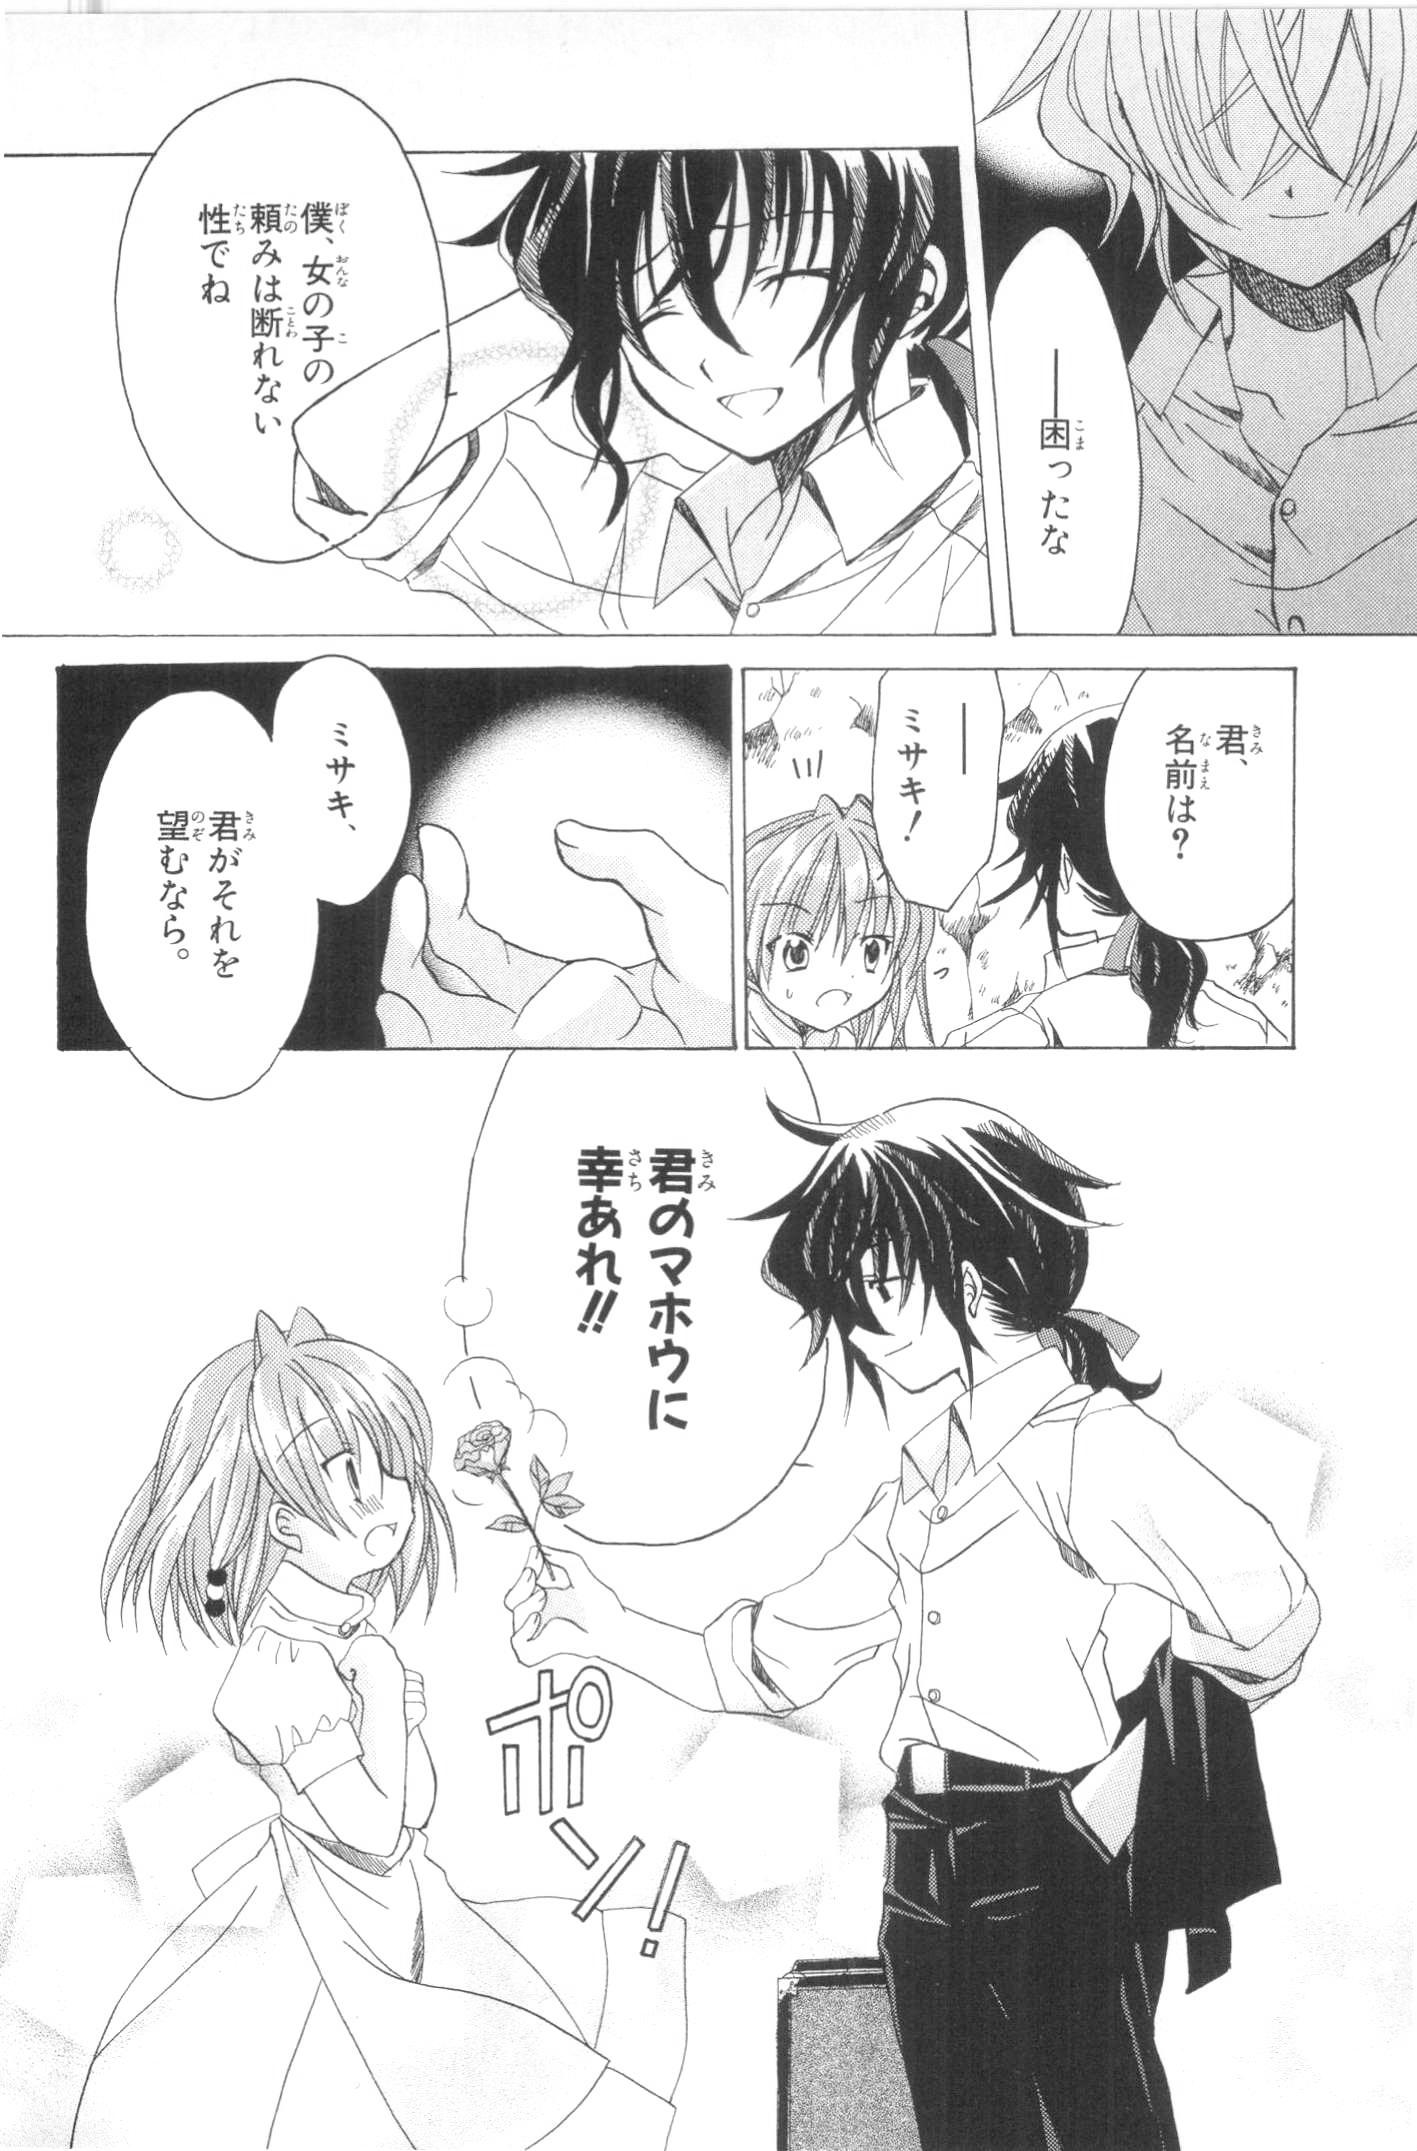 ――困ったな
僕、女の子の
頼みは断れない
性でね
君、
名前は？
――ミサキ！
ミサキ、
君がそれを
望むなら。
君のマホウに
幸あれ!!
ポンッ！